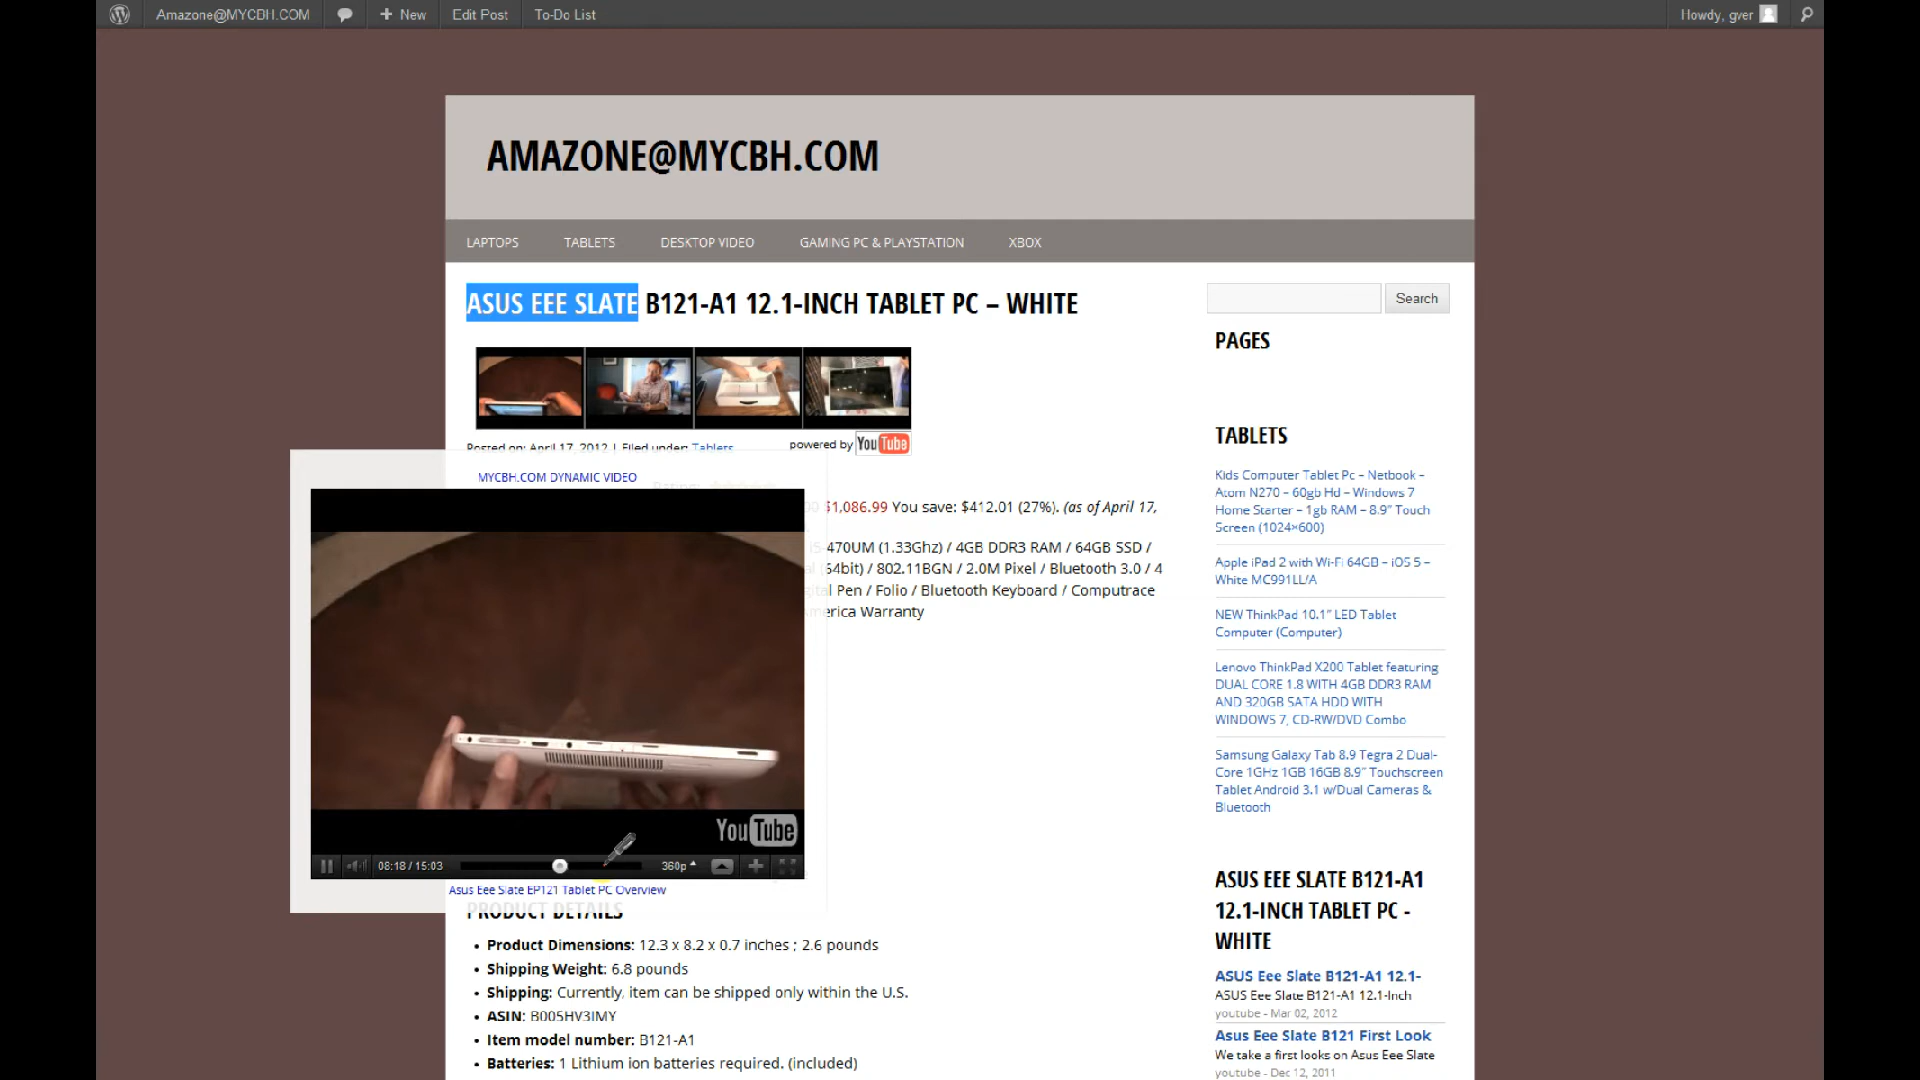 Amazone@MYCBH.COM
New
Edit Post
To-Do List
Howdy, gver
AMAZONE@MYCBH.COM
LAPTOPS
TABLETS
DESKTOP VIDEO
GAMING PC & PLAYSTATION
XBOX
ASUS EEE SLATE B121-A1 12.1-INCH TABLET PC – WHITE
Search
PAGES
powered by YouTube
Posted on: April 17, 2012 | Filed under: Tablets
MYCBH.COM DYNAMIC VIDEO
Rating:
$1,086.99 You save: $412.01 (27%). (as of April 17,
i5-470UM (1.33Ghz) / 4GB DDR3 RAM / 64GB SSD /
(64bit) / 802.11BGN / 2.0M Pixel / Bluetooth 3.0 / 4
Pen / Folio / Bluetooth Keyboard / Computrace
Warranty
YouTube
08:18 / 15:03
360p
Asus Eee Slate EP121 Tablet PC Overview
PRODUCT DETAILS
Product Dimensions: 12.3 x 8.2 x 0.7 inches ; 2.6 pounds
Shipping Weight: 6.8 pounds
Shipping: Currently, item can be shipped only within the U.S.
ASIN: B005HV3IMY
Item model number: B121-A1
Batteries: 1 Lithium ion batteries required. (included)
TABLETS
Kids Computer Tablet Pc – Netbook –
Atom N270 – 60gb Hd – Windows 7
Home Starter – 1gb RAM – 8.9″ Touch
Screen (1024×600)
Apple iPad 2 with Wi-Fi 64GB – iOS 5 –
White MC991LL/A
NEW ThinkPad 10.1″ LED Tablet
Computer (Computer)
Lenovo ThinkPad X200 Tablet featuring
DUAL CORE 1.8 WITH 4GB DDR3 RAM
AND 320GB SATA HDD WITH
WINDOWS 7, CD-RW/DVD Combo
Samsung Galaxy Tab 8.9 Tegra 2 Dual-
Core 1GHz 1GB 16GB 8.9″ Touchscreen
Tablet Android 3.1 w/Dual Cameras &
Bluetooth
ASUS EEE SLATE B121-A1
12.1-INCH TABLET PC -
WHITE
ASUS Eee Slate B121-A1 12.1-
ASUS Eee Slate B121-A1 12.1-Inch
youtube - Mar 02, 2012
Asus Eee Slate B121 First Look
We take a first looks on Asus Eee Slate
youtube - Dec 12, 2011